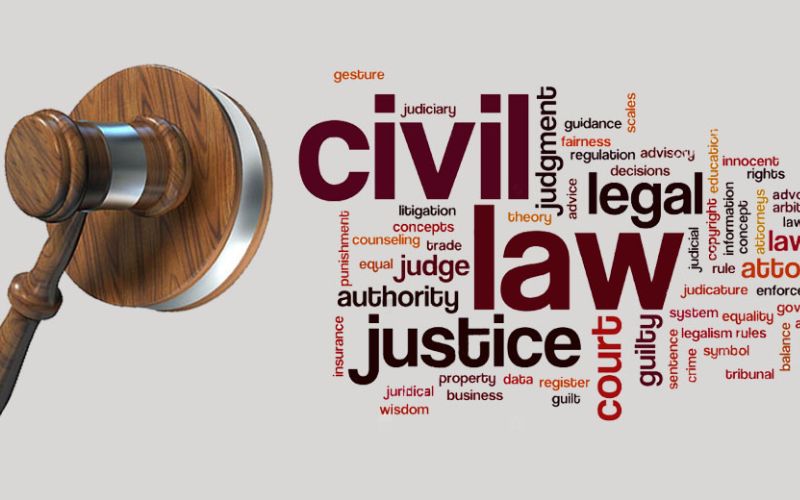 gesture
civil
judiciary
judgment
guidance
scales
fairness
regulation
advisory
education
innocent
decisions
rights
advice
legal
litigation
theory
concepts
counseling
trade
punishment
equal
judge
law
judicial
copyright
information
concept
attorneys
rule
authority
judicature
justice
court
guilty
system
equality
legalism
rules
insurance
sentence
crime
symbol
balance
tribunal
property
data
register
juridical
business
guilt
wisdom